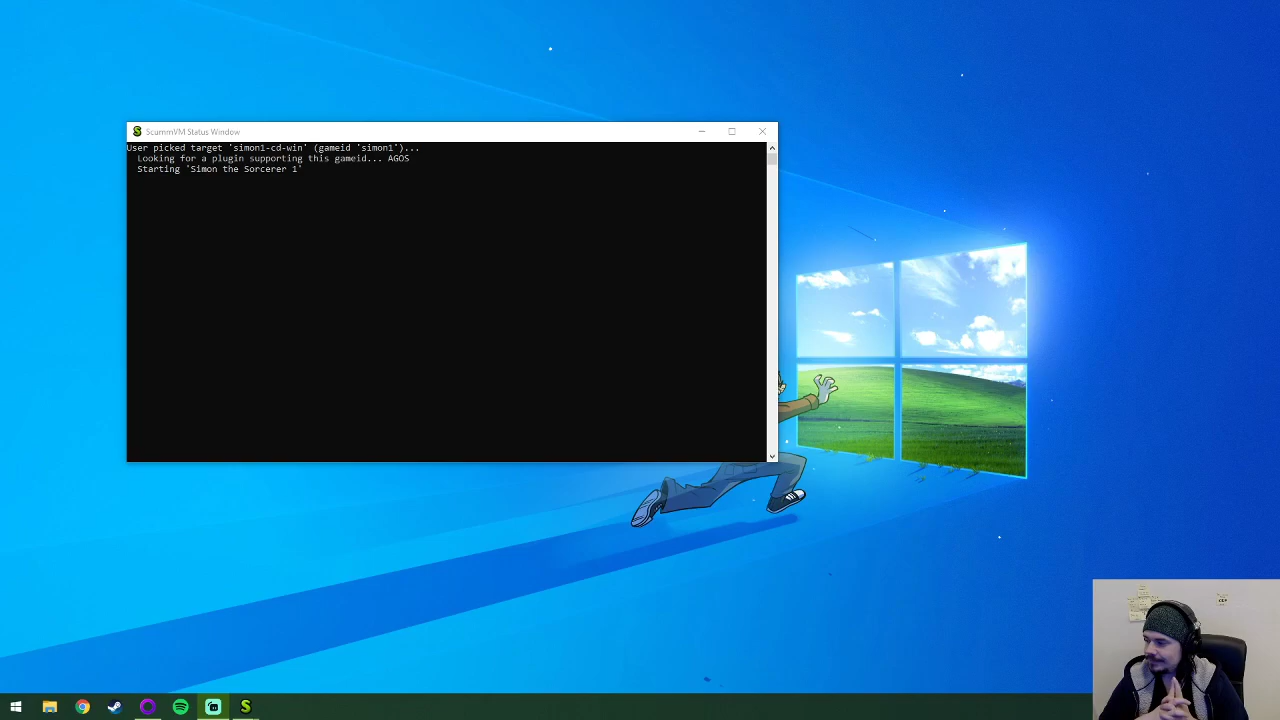 ScummVM Status Window
User picked target 'simon1-cd-win' (gameid 'simon1')...
Looking for a plugin supporting this gameid... AGOS
Starting 'Simon the Sorcerer 1'